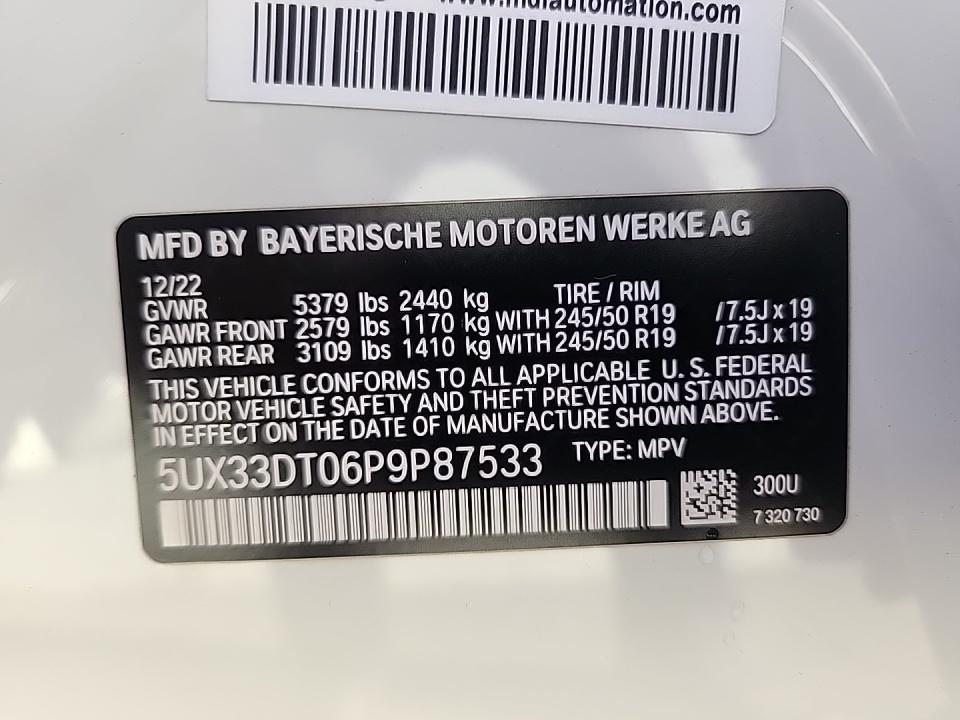 www.mdiautomation.com
MFD BY BAYERISCHE MOTOREN WERKE AG
12/22 TIRE / RIM
GVWR 5379 lbs 2440 kg
GAWR FRONT 2579 lbs 1170 kg WITH 245/50 R19 /7.5J x 19
GAWR REAR 3109 lbs 1410 kg WITH 245/50 R19 /7.5J x 19
THIS VEHICLE CONFORMS TO ALL APPLICABLE U. S. FEDERAL
MOTOR VEHICLE SAFETY AND THEFT PREVENTION STANDARDS
IN EFFECT ON THE DATE OF MANUFACTURE SHOWN ABOVE.
5UX33DT06P9P87533 TYPE: MPV
300U
7 320 730